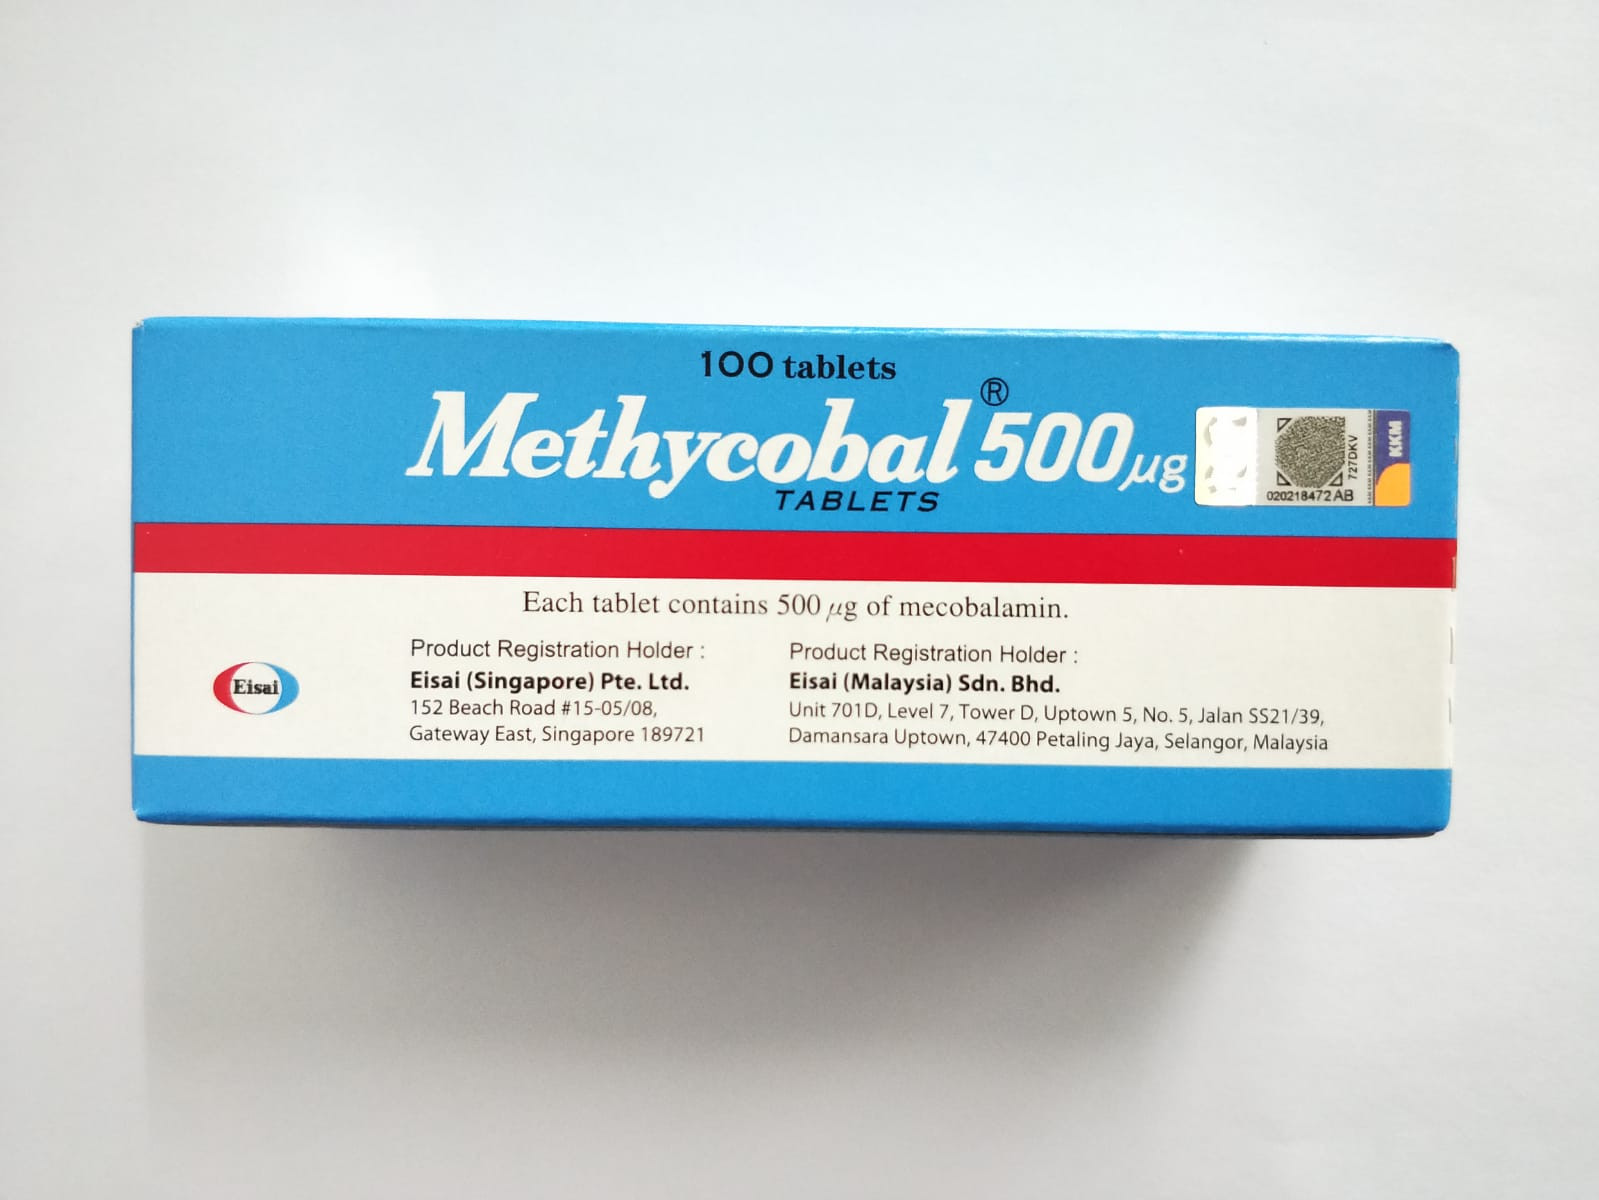 100 tablets
Methycobal® 500 µg
TABLETS
727DKV
020218472AB
KKM
Each tablet contains 500 µg of mecobalamin.
Eisai
Product Registration Holder :
Eisai (Singapore) Pte. Ltd.
152 Beach Road #15-05/08,
Gateway East, Singapore 189721
Product Registration Holder :
Eisai (Malaysia) Sdn. Bhd.
Unit 701D, Level 7, Tower D, Uptown 5, No. 5, Jalan SS21/39,
Damansara Uptown, 47400 Petaling Jaya, Selangor, Malaysia